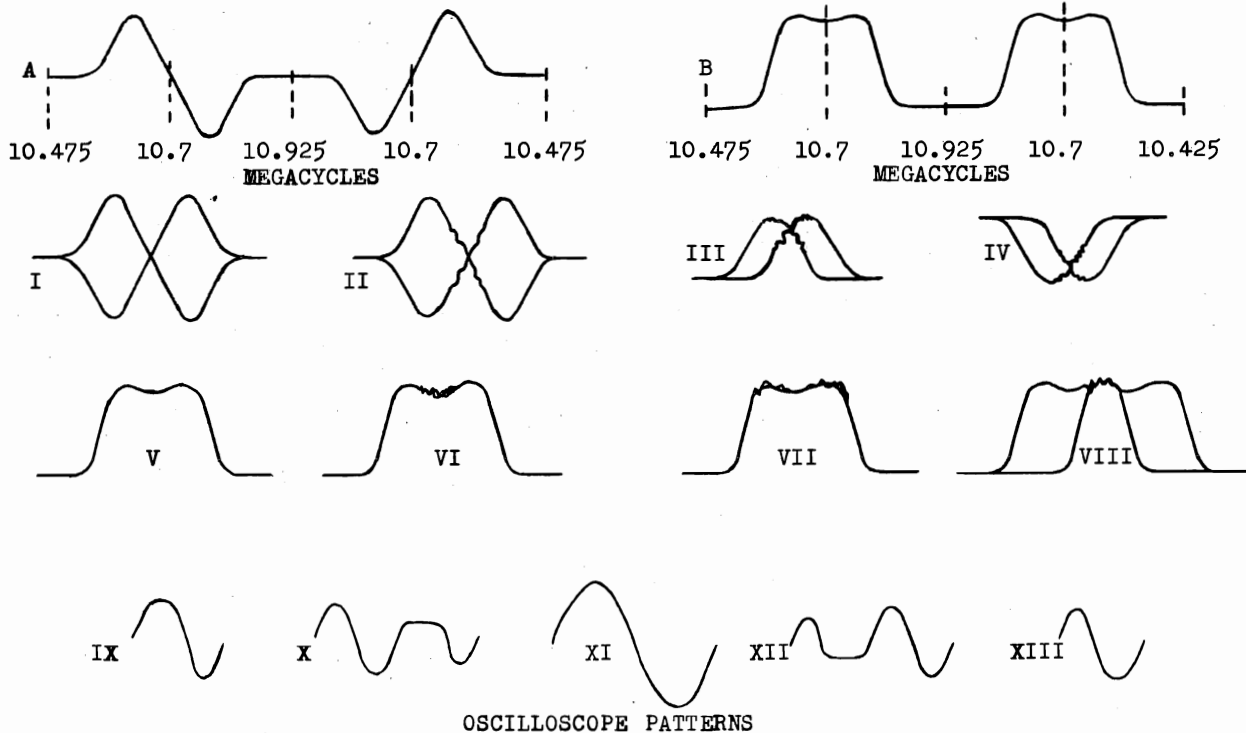 A
10.475 10.7 10.925 10.7 10.475
MEGACYCLES
B
10.475 10.7 10.925 10.7 10.425
MEGACYCLES
I
II
III
IV
V
VI
VII
VIII
IX
X
XI
XII
XIII
OSCILLOSCOPE PATTERNS